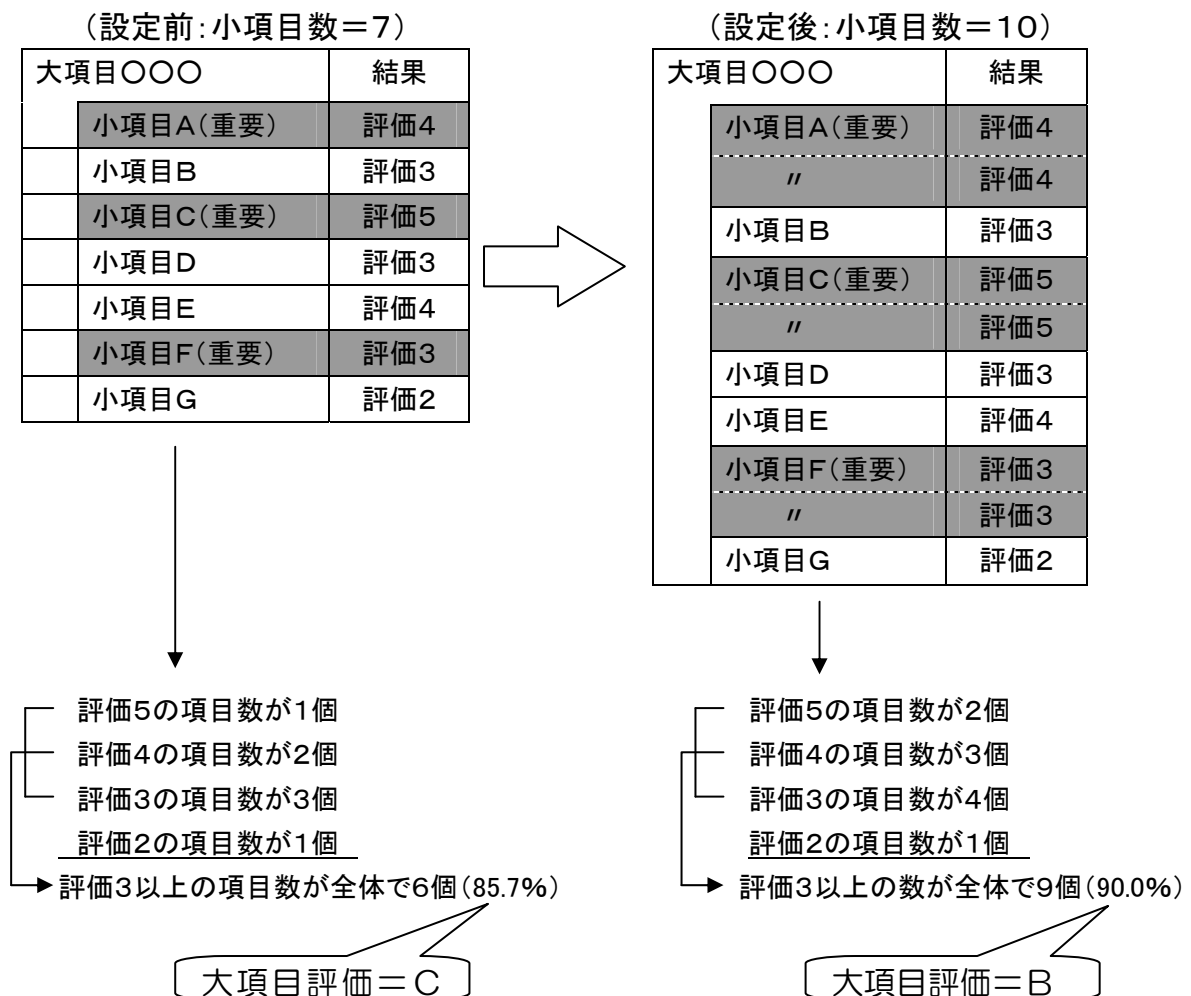 (設定前:小項目数=7)
大項目〇〇〇 結果
小項目A(重要) 評価4
小項目B 評価3
小項目C(重要) 評価5
小項目D 評価3
小項目E 評価4
小項目F(重要) 評価3
小項目G 評価2
評価5の項目数が1個
評価4の項目数が2個
評価3の項目数が3個
評価2の項目数が1個
評価3以上の項目数が全体で6個(85.7%)
大項目評価=C
(設定後:小項目数=10)
大項目〇〇〇 結果
小項目A(重要) 評価4
〃 評価4
小項目B 評価3
小項目C(重要) 評価5
〃 評価5
小項目D 評価3
小項目E 評価4
小項目F(重要) 評価3
〃 評価3
小項目G 評価2
評価5の項目数が2個
評価4の項目数が3個
評価3の項目数が4個
評価2の項目数が1個
評価3以上の数が全体で9個(90.0%)
大項目評価=B